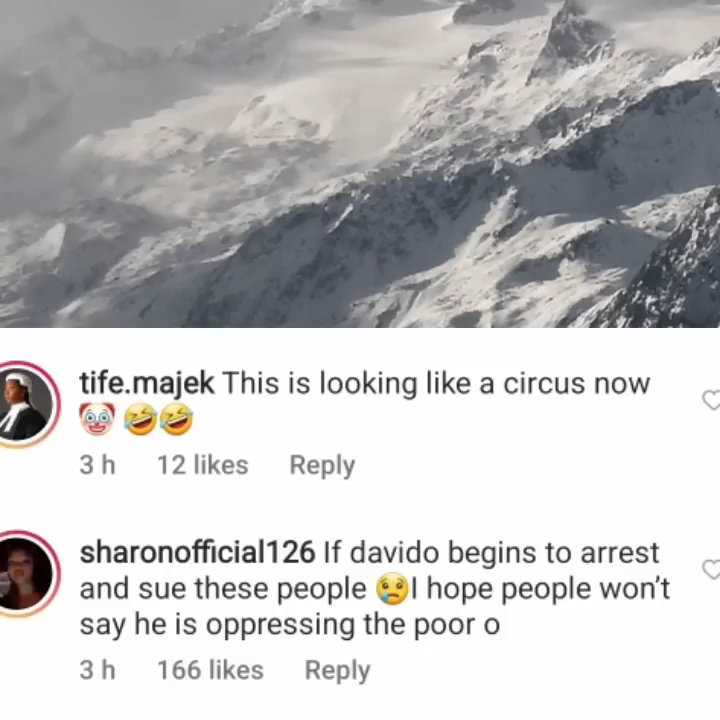 tife.majek This is looking like a circus now
🤡 🤣🤣
3 h 12 likes Reply
sharonofficial126 If davido begins to arrest
and sue these people 😢I hope people won't
say he is oppressing the poor o
3 h 166 likes Reply